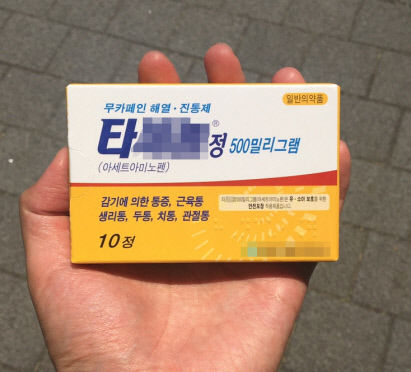 무카페인 해열·진통제
일반의약품
타 정 500밀리그램
(아세트아미노펜)
감기에 의한 통증, 근육통
생리통, 두통, 치통, 관절통
10정